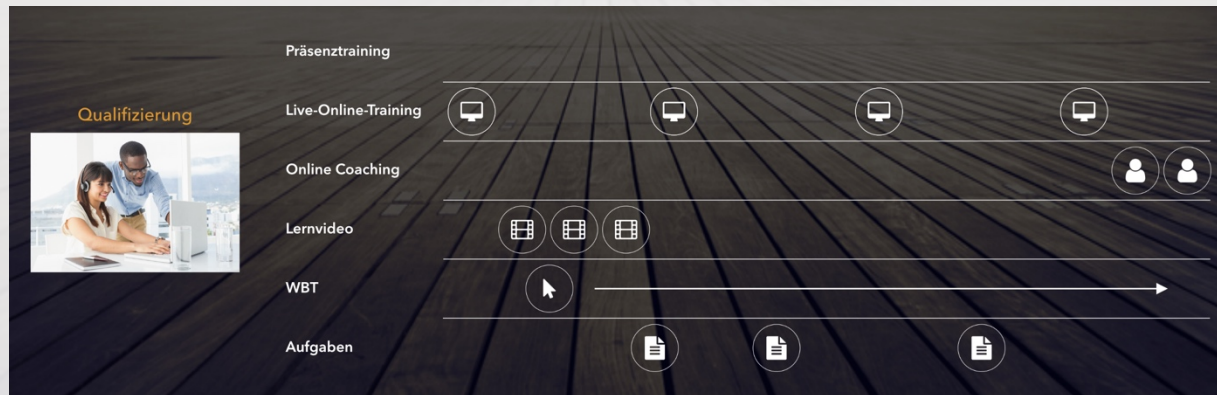 Qualifizierung
Präsenztraining
Live-Online-Training
Online Coaching
Lernvideo
WBT
Aufgaben